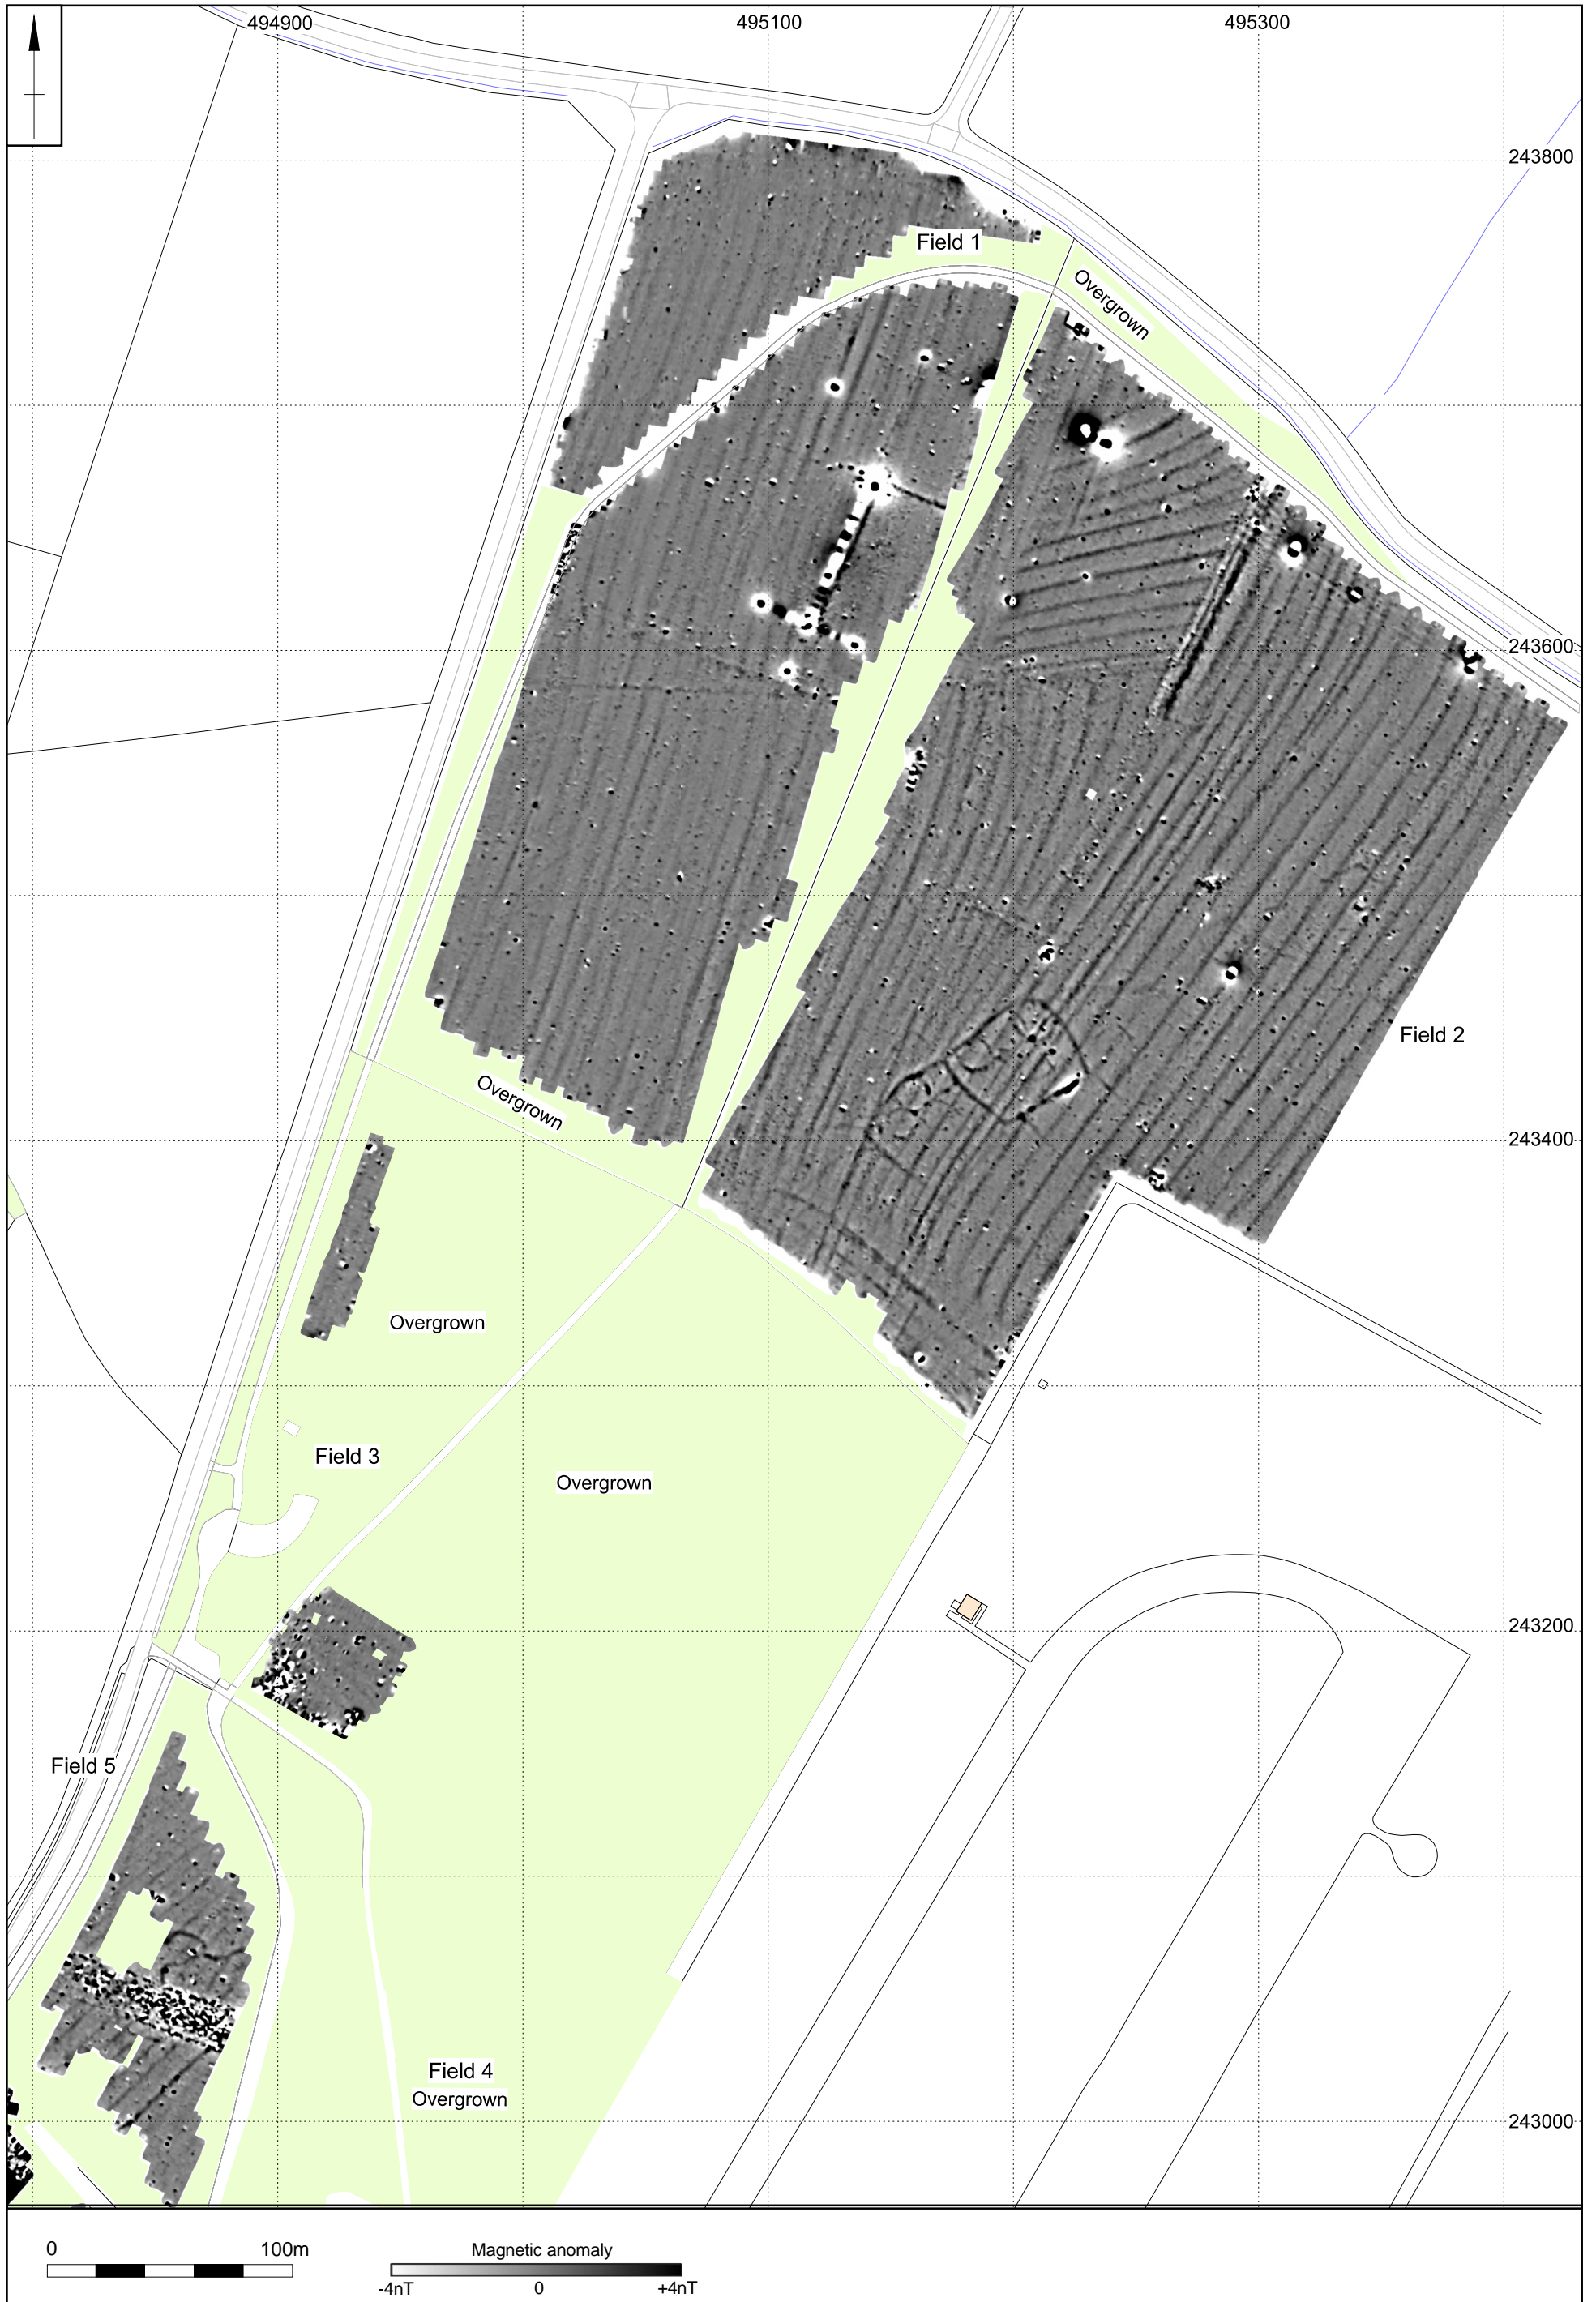 494900
495100
495300
243800
Field 1
Overgrown
243600
Field 2
243400
Overgrown
Overgrown
Field 3
Overgrown
243200
Field 5
Field 4
Overgrown
243000
0
100m
Magnetic anomaly
-4nT
0
+4nT